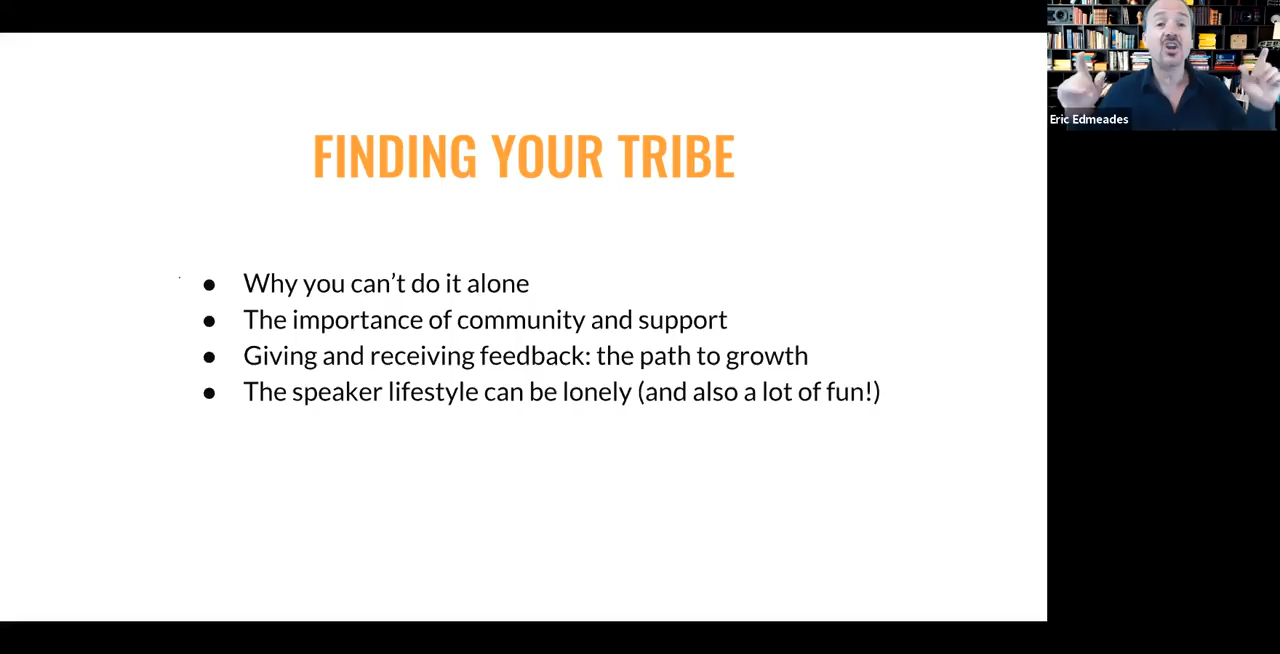 FINDING YOUR TRIBE
● Why you can’t do it alone
● The importance of community and support
● Giving and receiving feedback: the path to growth
● The speaker lifestyle can be lonely (and also a lot of fun!)
Eric Edmeades